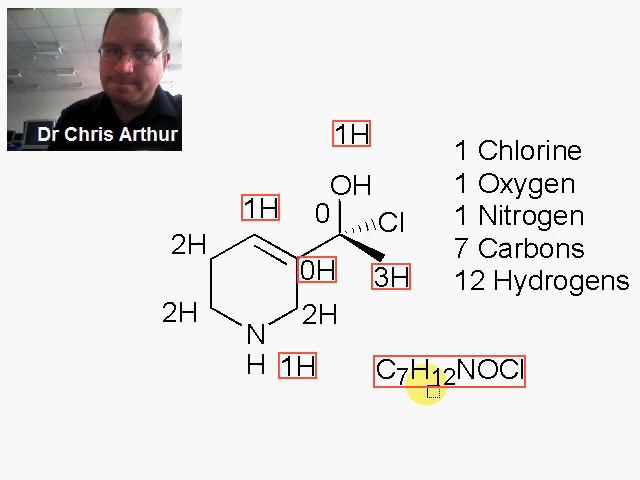 Dr Chris Arthur
1H
1 Chlorine
1 Oxygen
1 Nitrogen
7 Carbons
12 Hydrogens
OH
1H
0
Cl
2H
0H
3H
2H
2H
N
H
1H
C7H12NOCl